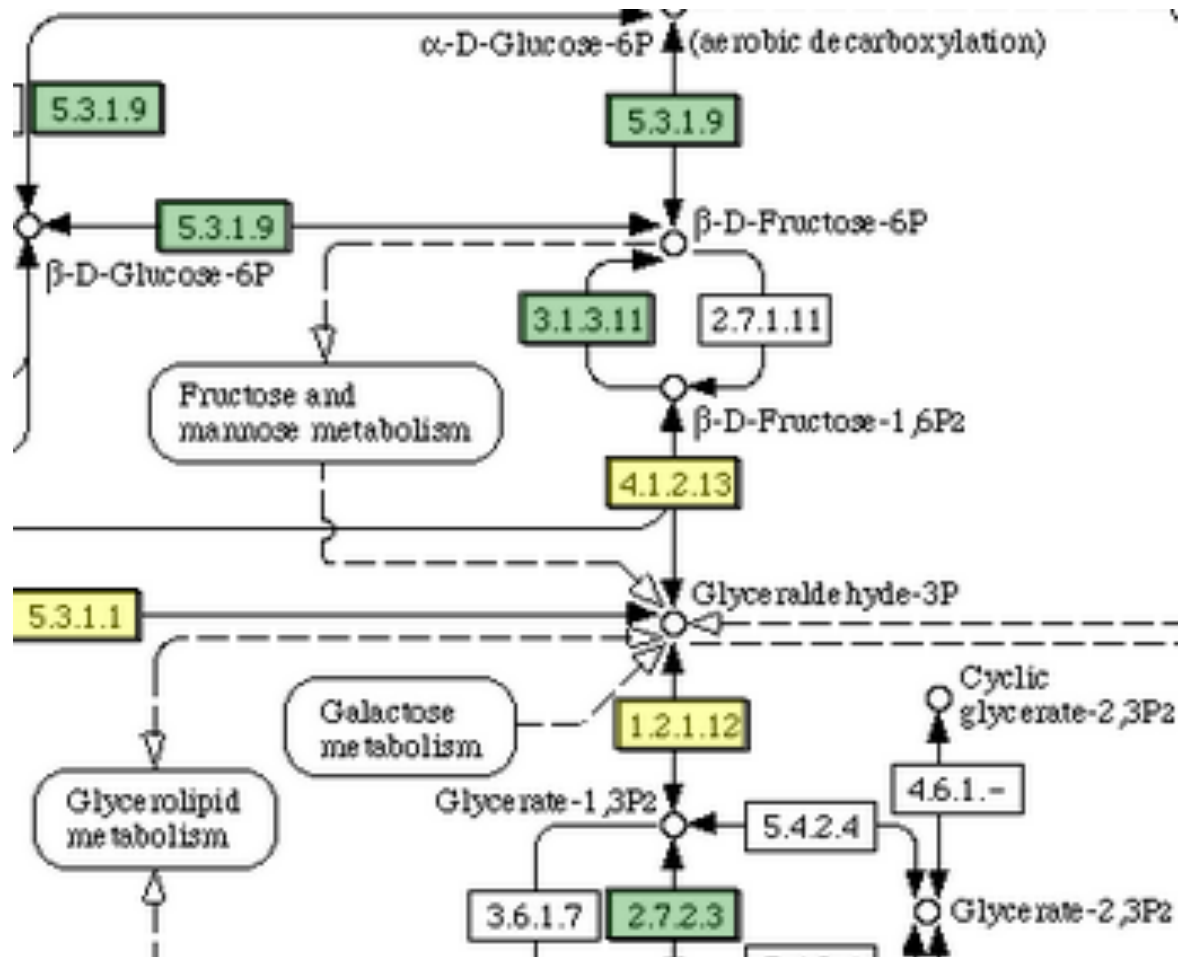 α-D-Glucose-6P
(aerobic decarboxylation)
5.3.1.9
5.3.1.9
5.3.1.9
β-D-Fructose-6P
β-D-Glucose-6P
3.1.3.11
2.7.1.11
Fructose and
mannose metabolism
β-D-Fructose-1,6P2
4.1.2.13
5.3.1.1
Glyceraldehyde-3P
Galactose
metabolism
1.2.1.12
Cyclic
glycerate-2,3P2
Glycerolipid
metabolism
Glycerate-1,3P2
4.6.1.-
5.4.2.4
3.6.1.7
2.7.2.3
Glycerate-2,3P2